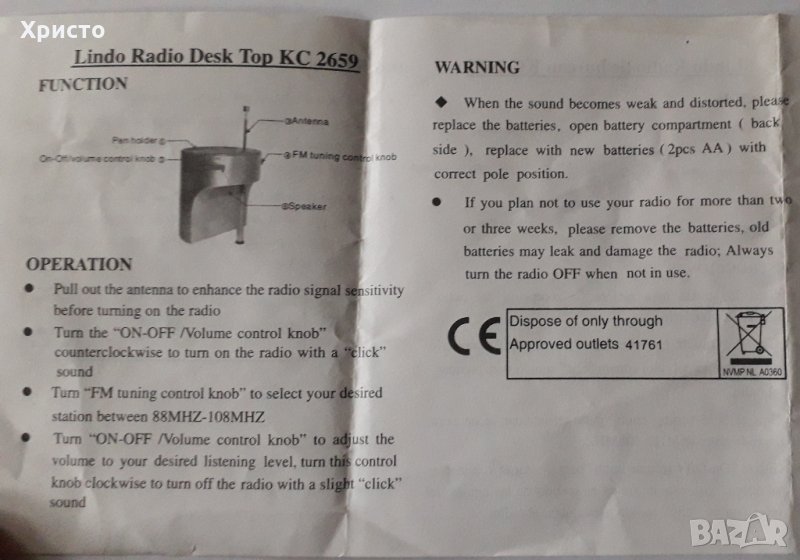 Христо
Lindo Radio Desk Top KC 2659
FUNCTION
③Antenna
Pen holder①
On-Off/volume control knob②
④FM tuning control knob
⑤Speaker
OPERATION
● Pull out the antenna to enhance the radio signal sensitivity
before turning on the radio
● Turn the “ON-OFF /Volume control knob”
counterclockwise to turn on the radio with a “click”
sound
● Turn “FM tuning control knob” to select your desired
station between 88MHZ-108MHZ
● Turn “ON-OFF /Volume control knob” to adjust the
volume to your desired listening level, turn this control
knob clockwise to turn off the radio with a slight “click”
sound
WARNING
◆ When the sound becomes weak and distorted, please
replace the batteries, open battery compartment ( back
side ), replace with new batteries ( 2pcs AA ) with
correct pole position.
● If you plan not to use your radio for more than two
or three weeks, please remove the batteries, old
batteries may leak and damage the radio; Always
turn the radio OFF when not in use.
CE
Dispose of only through
Approved outlets 41761
NVMP NL A0360
BAZAR
bg